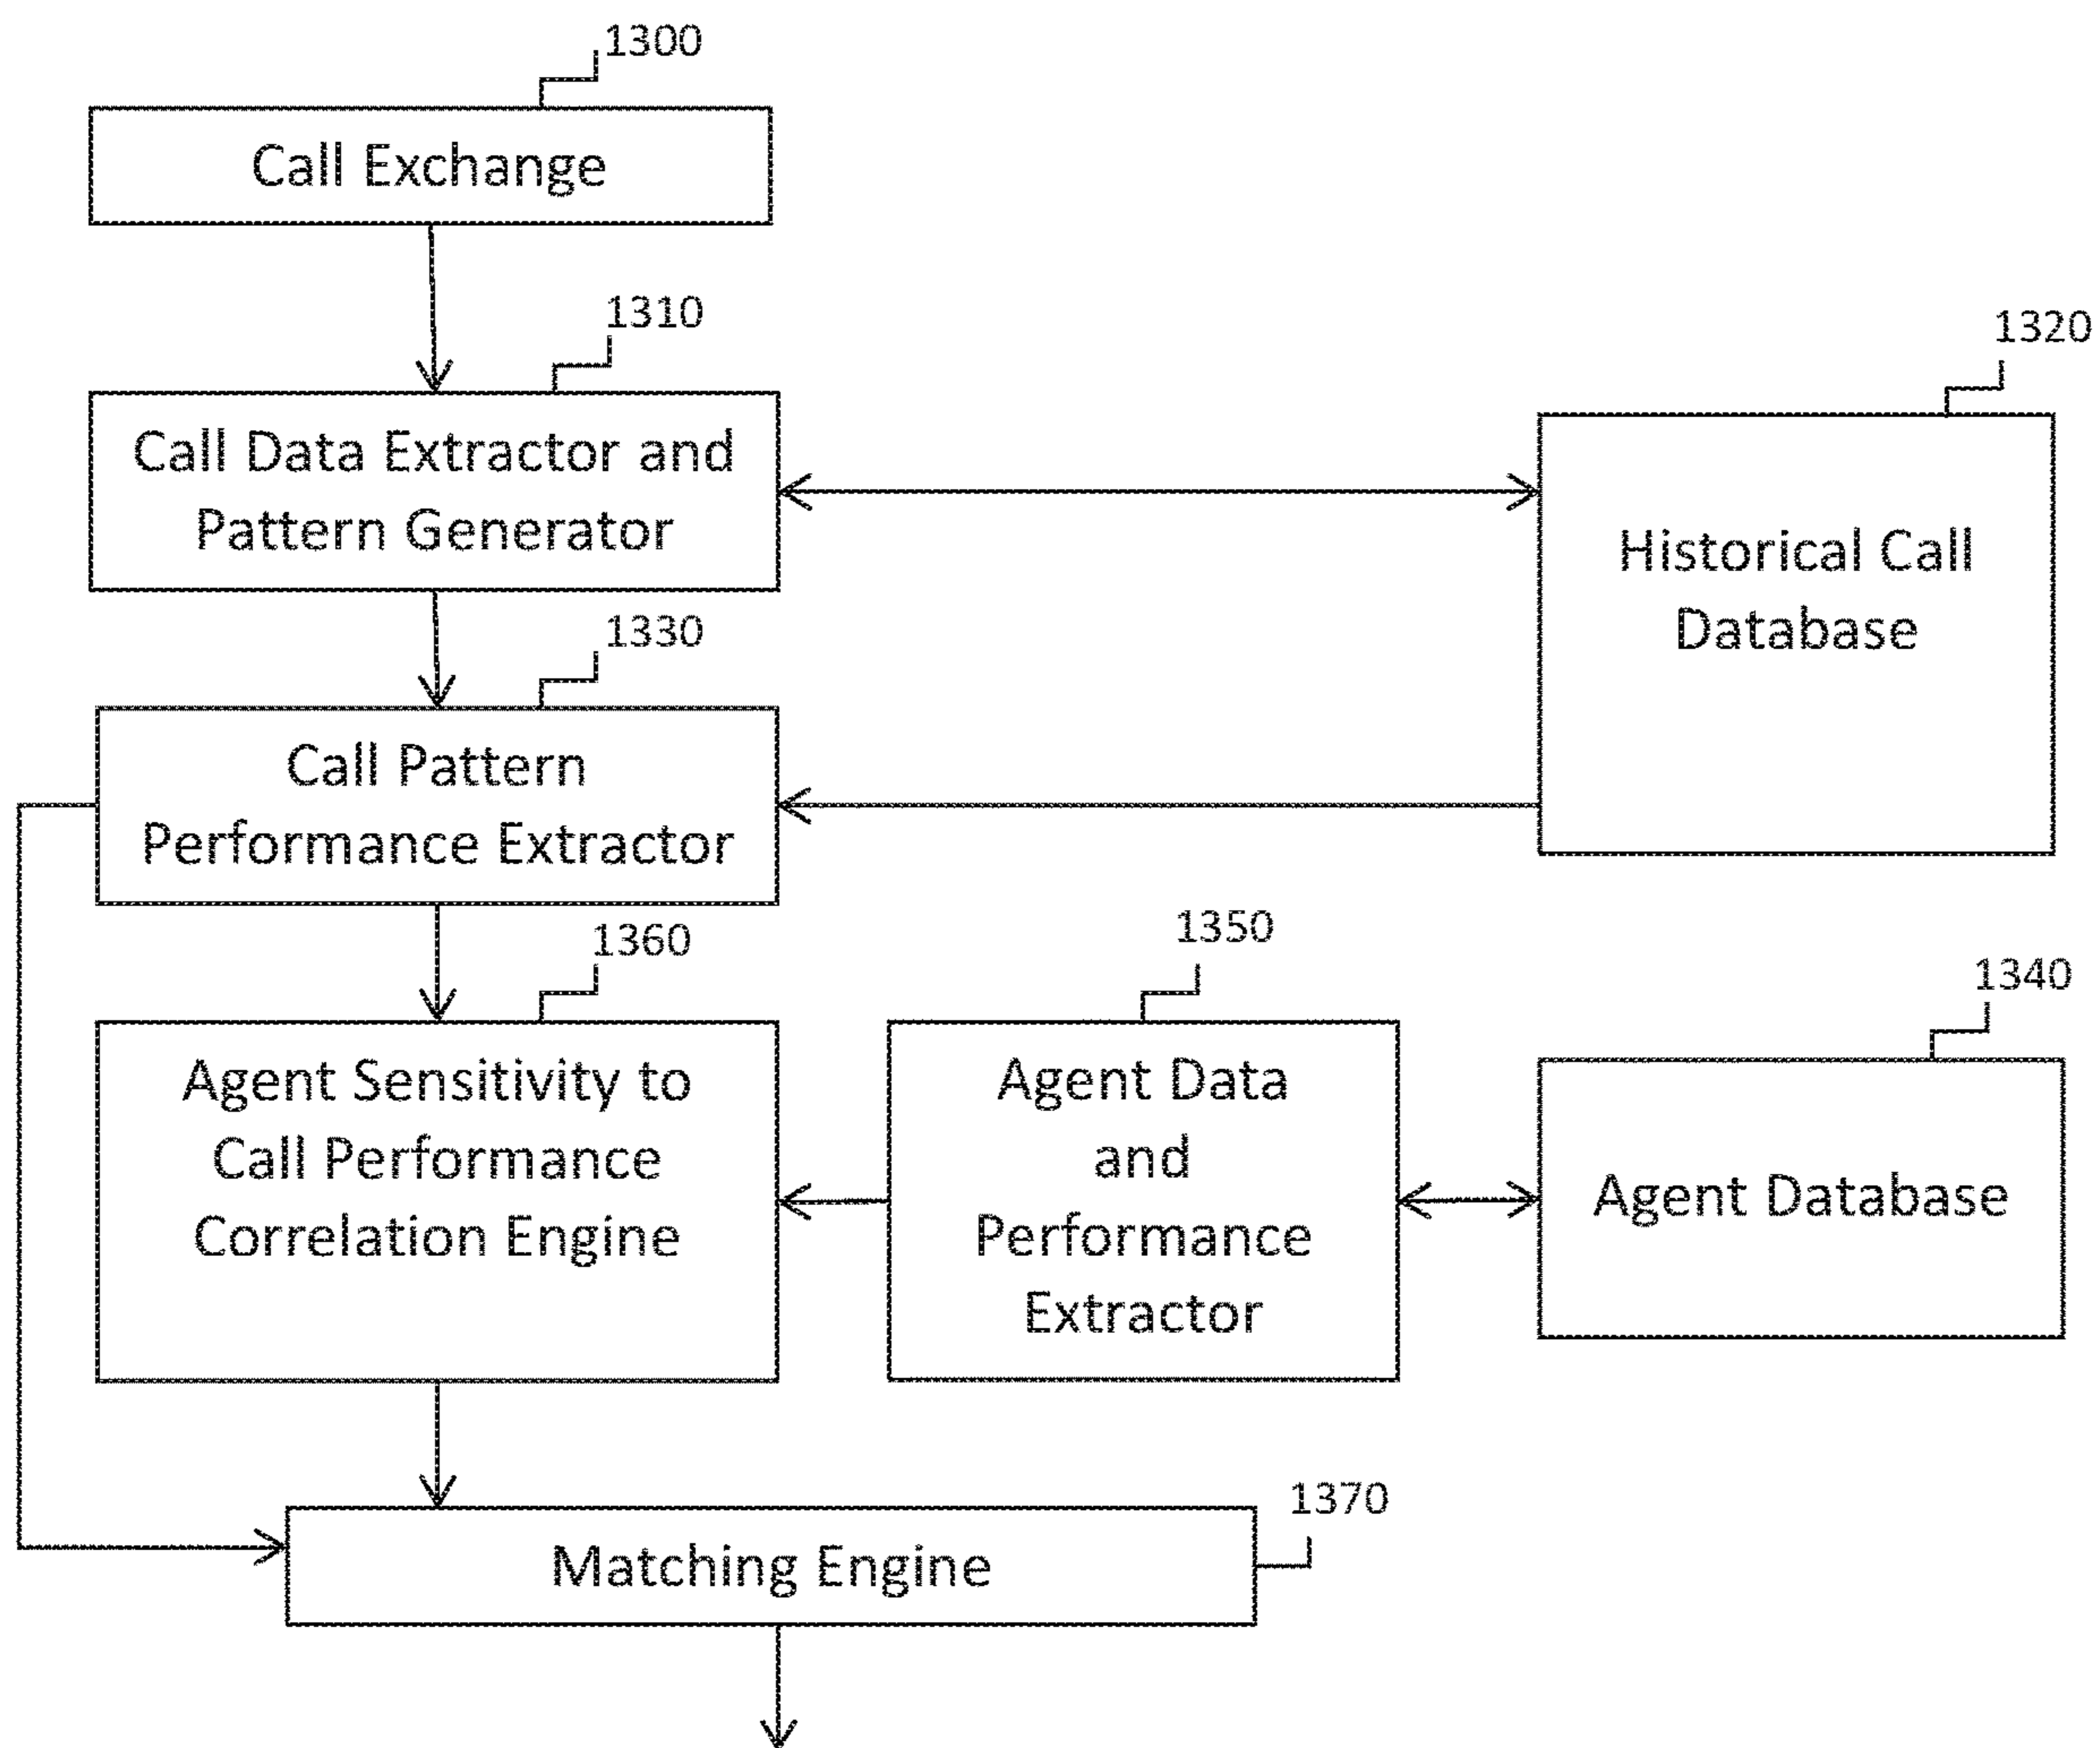 1300
Call Exchange
1310
1320
Call Data Extractor and
Pattern Generator
Historical Call
Database
1330
Call Pattern
Performance Extractor
1360
1350
1340
Agent Sensitivity to
Call Performance
Correlation Engine
Agent Data
and
Performance
Extractor
Agent Database
1370
Matching Engine